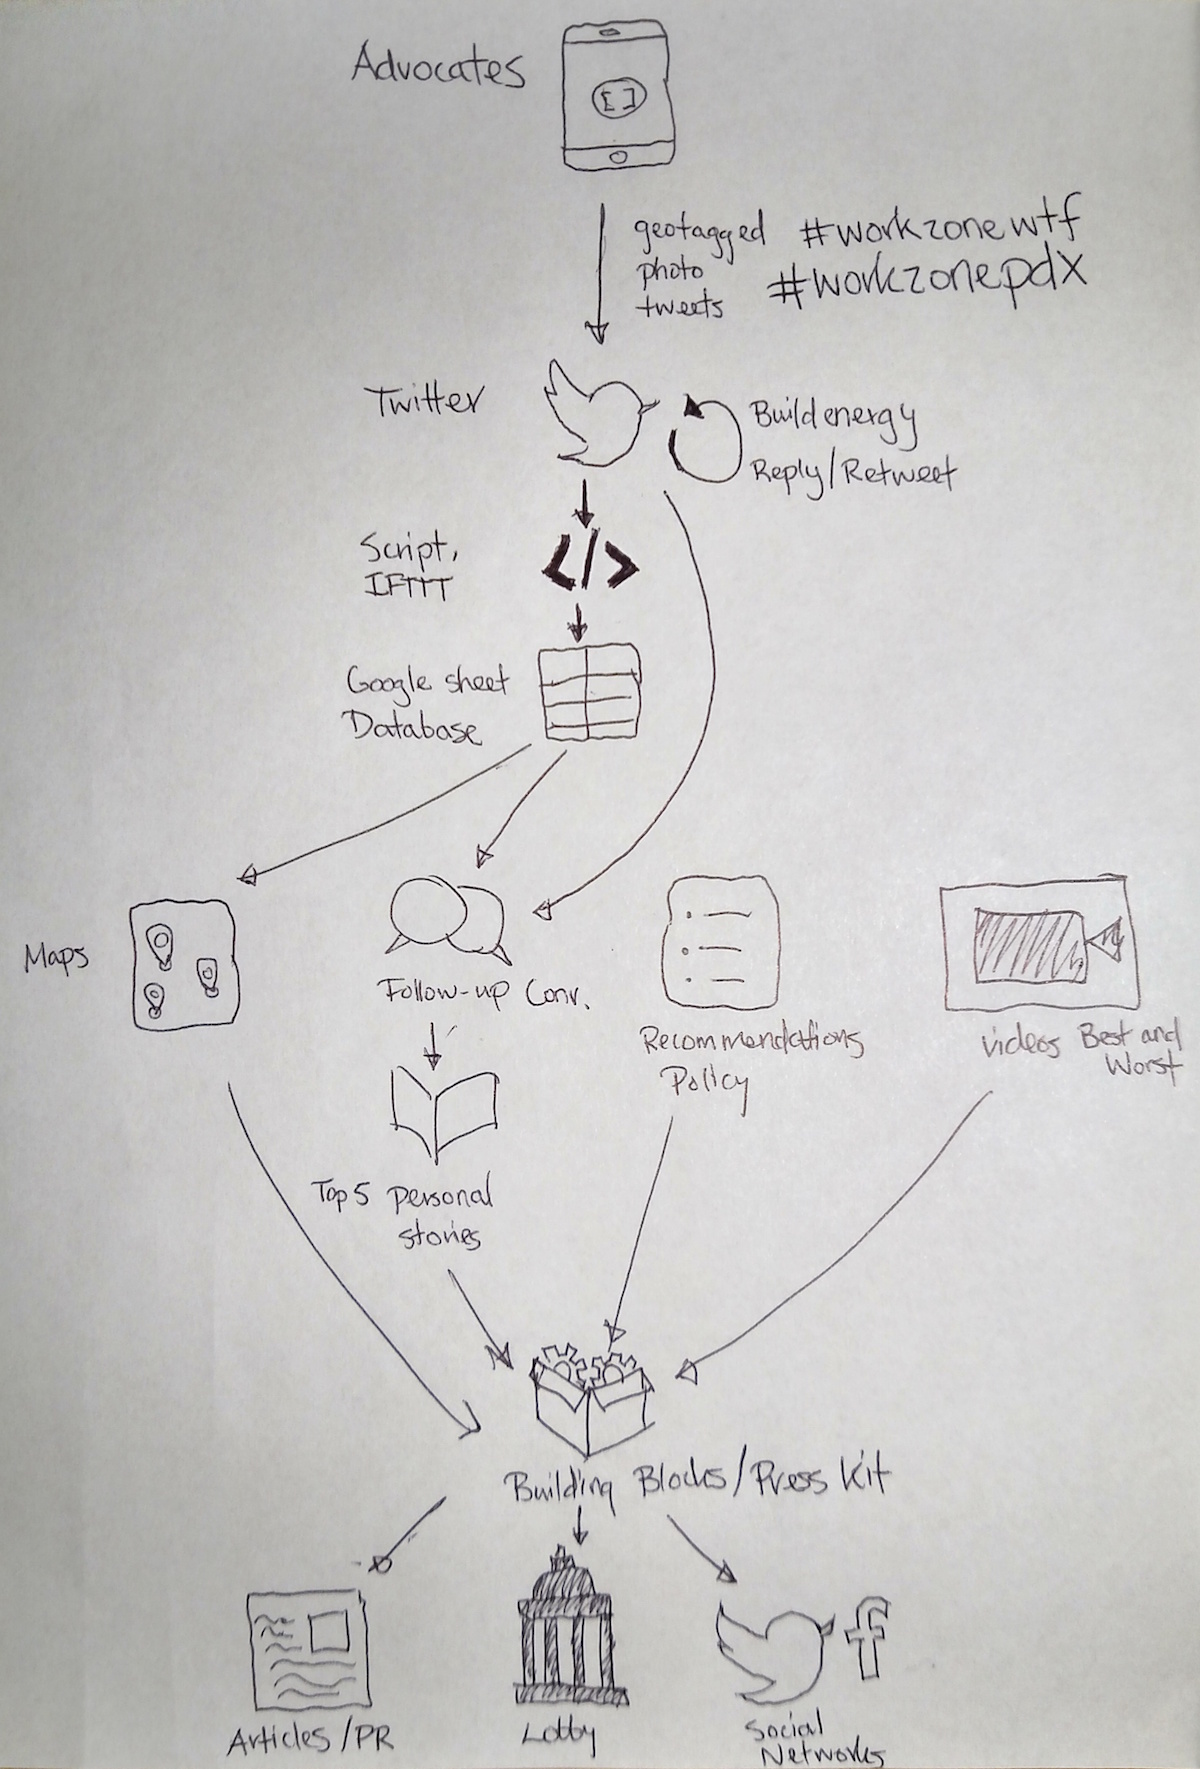 Advocates
[ ]
geotagged #workzonewtf
photo #workzonepdx
tweets
Twitter
Build energy
Reply/Retweet
Script,
IFTTT
</>
Google sheet
Database
Maps
Follow-up Conv.
Recommendations
Policy
videos Best and
Worst
Top 5 personal
stories
Building Blocks/Press Kit
f
Articles/PR
Lobby
Social
Networks